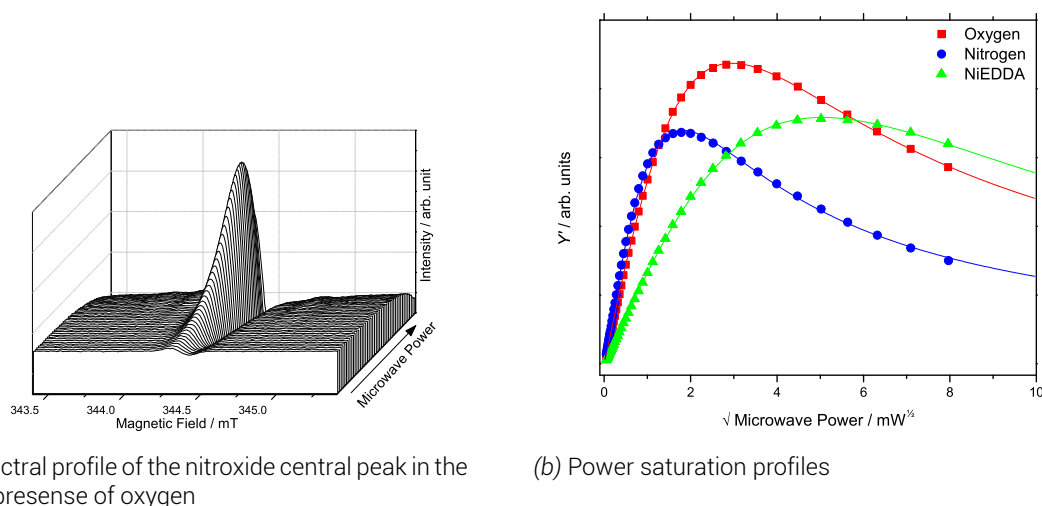 Intensity / arb. unit
Microwave Power
343.5 344.0 344.5 345.0
Magnetic Field / mT
ctral profile of the nitroxide central peak in the
presense of oxygen
Oxygen
Nitrogen
NiEDDA
Y' / arb. units
0 2 4 6 8 10
√ Microwave Power / mW½
(b) Power saturation profiles